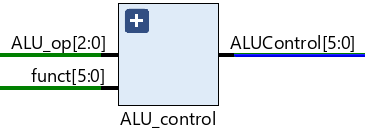 ALU_op[2:0]
ALUControl[5:0]
funct[5:0]
ALU_control